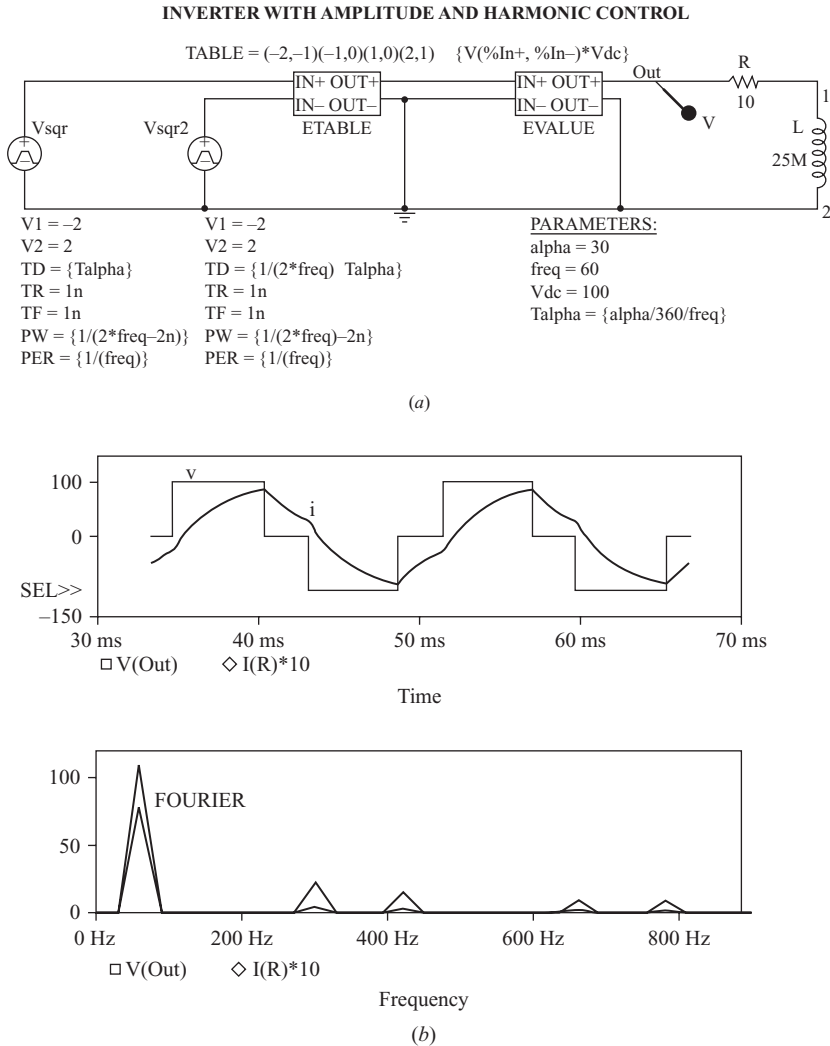 INVERTER WITH AMPLITUDE AND HARMONIC CONTROL
TABLE = (–2,–1)(–1,0)(1,0)(2,1) {V(%In+, %In–)*Vdc}
IN+ OUT+
IN– OUT–
ETABLE
IN+ OUT+
IN– OUT–
EVALUE
Out
V
R
10
1
L
25M
2
Vsqr
Vsqr2
V1 = –2
V2 = 2
TD = {Talpha}
TR = 1n
TF = 1n
PW = {1/(2*freq–2n)}
PER = {1/(freq)}
V1 = –2
V2 = 2
TD = {1/(2*freq) Talpha}
TR = 1n
TF = 1n
PW = {1/(2*freq)–2n}
PER = {1/(freq)}
PARAMETERS:
alpha = 30
freq = 60
Vdc = 100
Talpha = {alpha/360/freq}
(a)
100
0
SEL>>
–150
v
i
30 ms 40 ms 50 ms 60 ms 70 ms
V(Out) I(R)*10
Time
100
50
0
FOURIER
0 Hz 200 Hz 400 Hz 600 Hz 800 Hz
V(Out) I(R)*10
Frequency
(b)